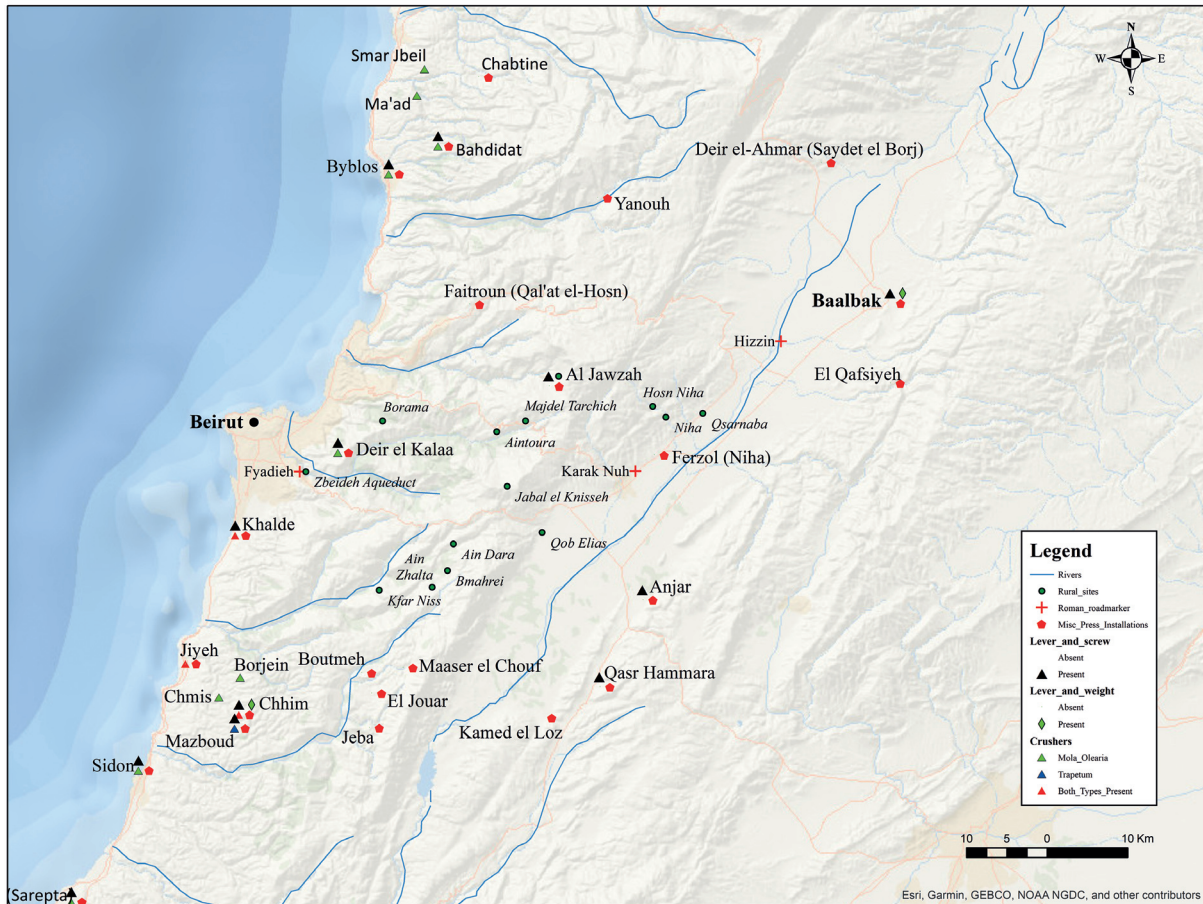 N
W E
S
Smar Jbeil
Chabtine
Ma'ad
Bahdidat
Deir el-Ahmar (Saydet el Borj)
Byblos
Yanouh
Faitroun (Qal'at el-Hosn)
Baalbak
Hizzin
Al Jawzah
El Qafsiyeh
Hosn Niha
Borama
Majdel Tarchich
Niha
Qsarnaba
Beirut
Aintoura
Deir el Kalaa
Ferzol (Niha)
Fyadieh
Zbeideh Aqueduct
Karak Nuh
Jabal el Knisseh
Khalde
Qob Elias
Ain
Zhalta
Ain Dara
Bmahrei
Kfar Niss
Anjar
Jiyeh
Borjein
Boutmeh
Maaser el Chouf
Qasr Hammara
Chmis
Chhim
El Jouar
Mazboud
Jeba
Kamed el Loz
Sidon
(Sarepta)
Legend
Rivers
Rural_sites
Roman_roadmarker
Misc_Press_Installations
Lever_and_screw
Absent
Present
Lever_and_weight
Absent
Present
Crushers
Mola_Olearia
Trapetum
Both_Types_Present
10 5 0 10 Km
Esri, Garmin, GEBCO, NOAA NGDC, and other contributors